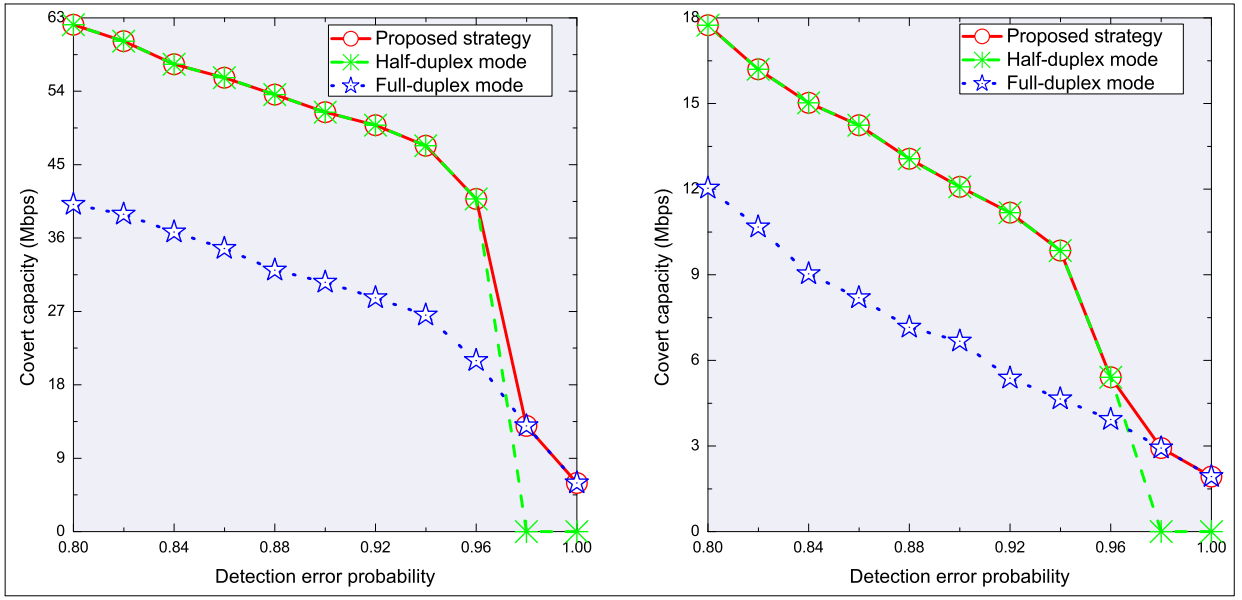 63
54
45
36
27
18
9
0
Covert capacity (Mbps)
Proposed strategy
Half-duplex mode
Full-duplex mode
0.80 0.84 0.88 0.92 0.96 1.00
Detection error probability
18
15
12
9
6
3
0
Covert capacity (Mbps)
Proposed strategy
Half-duplex mode
Full-duplex mode
0.80 0.84 0.88 0.92 0.96 1.00
Detection error probability